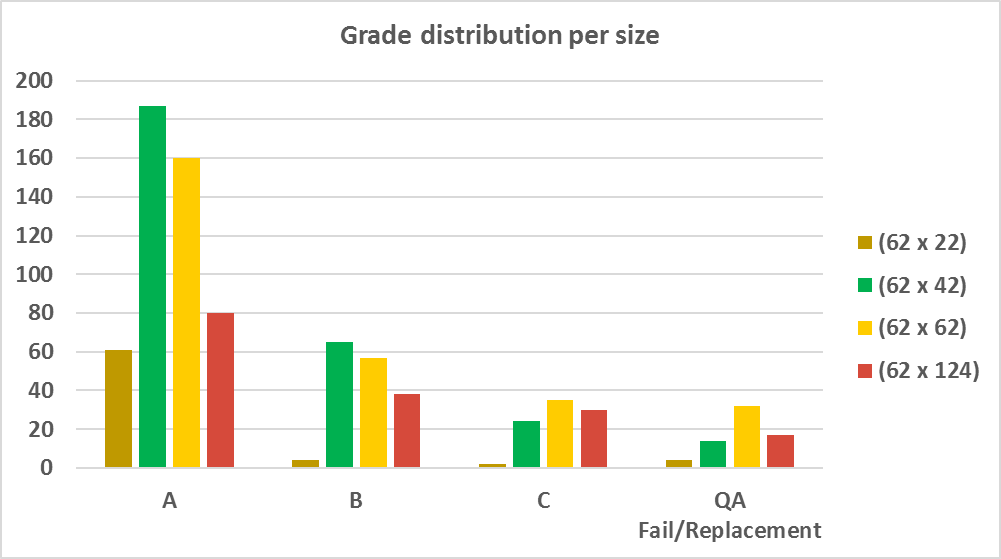 Grade distribution per size
200
180
160
140
120
100
80
60
40
20
0
A B C QA
Fail/Replacement
(62 x 22)
(62 x 42)
(62 x 62)
(62 x 124)